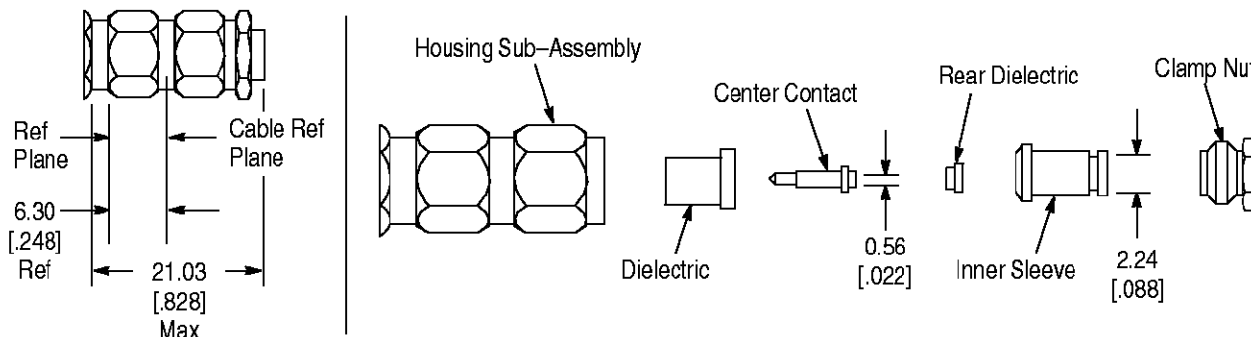 Ref
Plane
Cable Ref
Plane
6.30
[.248]
Ref
21.03
[.828]
Max
Housing Sub–Assembly
Dielectric
Center Contact
0.56
[.022]
Rear Dielectric
Inner Sleeve
2.24
[.088]
Clamp Nut